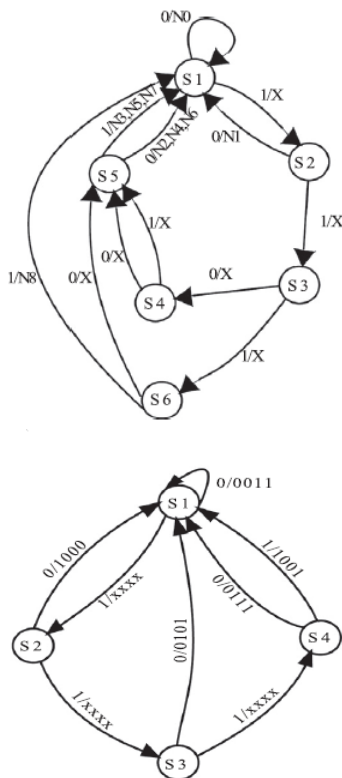 0/N0
S1
1/X
0/N1
S2
1/N3,N5,N7
0/N2,N4,N6
S5
1/X
1/X
0/X
0/X
0/X
S3
S4
1/N8
1/X
S6
0/0011
S1
0/1000
1/xxxx
0/0111
1/1001
S2
0/0101
S4
1/xxxx
1/xxxx
S3